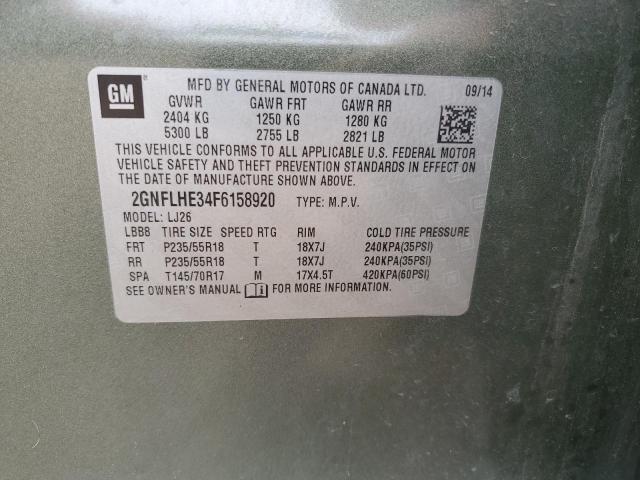 GM
MFD BY GENERAL MOTORS OF CANADA LTD. 09/14
GVWR GAWR FRT GAWR RR
2404 KG 1250 KG 1280 KG
5300 LB 2755 LB 2821 LB
THIS VEHICLE CONFORMS TO ALL APPLICABLE U.S. FEDERAL MOTOR
VEHICLE SAFETY AND THEFT PREVENTION STANDARDS IN EFFECT ON
THE DATE OF MANUFACTURE SHOWN ABOVE.
2GNFLHE34F6158920 TYPE: M.P.V.
MODEL: LJ26
LBB8 TIRE SIZE SPEED RTG RIM COLD TIRE PRESSURE
FRT P235/55R18 T 18X7J 240KPA(35PSI)
RR P235/55R18 T 18X7J 240KPA(35PSI)
SPA T145/70R17 M 17X4.5T 420KPA(60PSI)
SEE OWNER'S MANUAL FOR MORE INFORMATION.